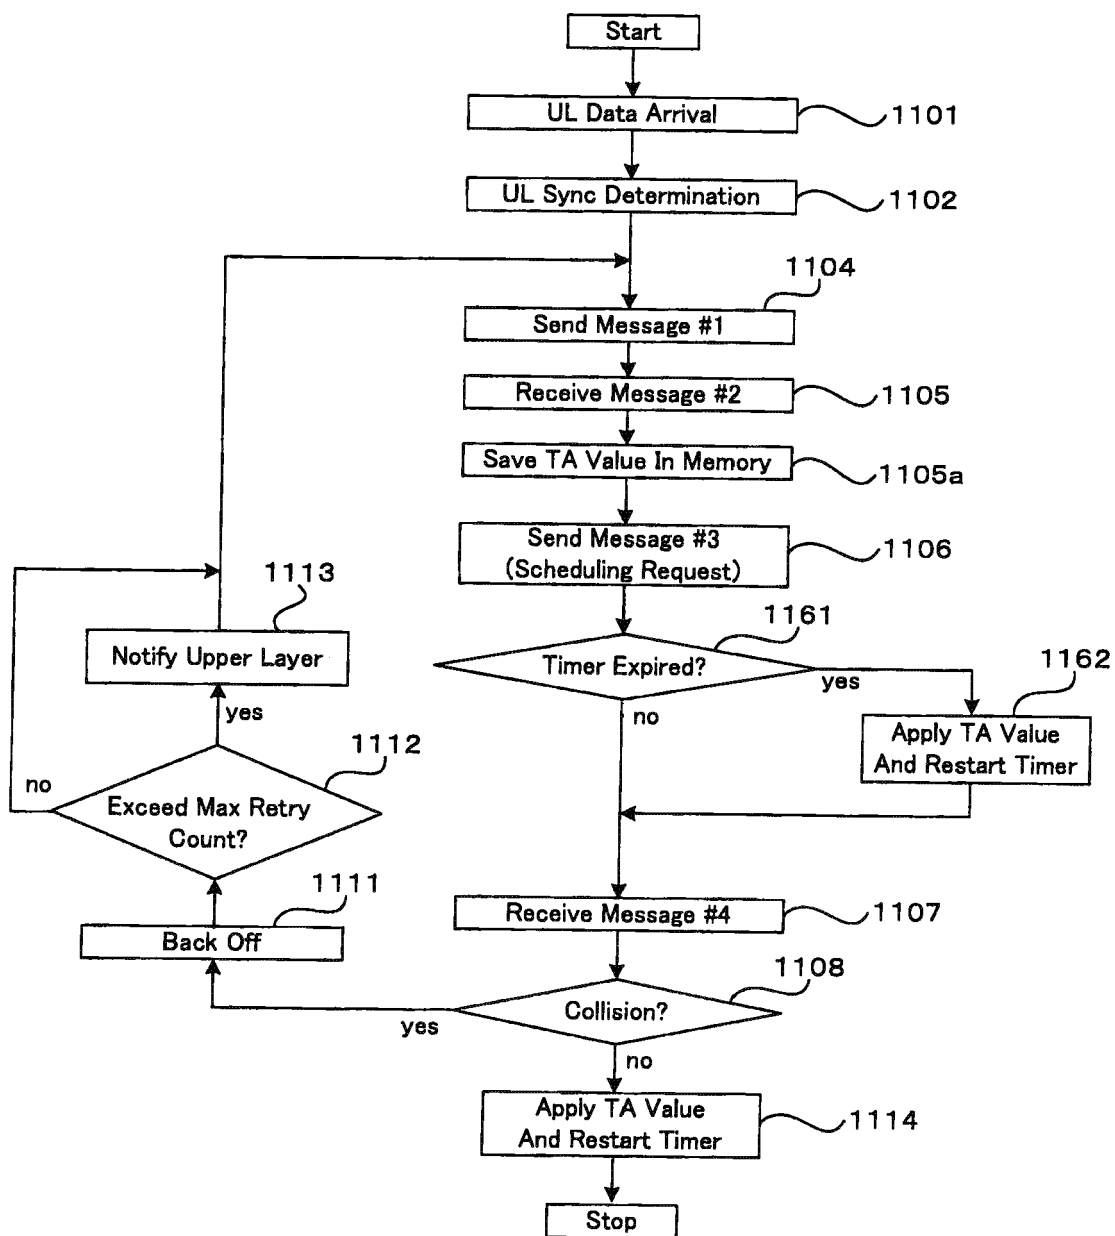 Start
UL Data Arrival
1101
UL Sync Determination
1102
1104
Send Message #1
Receive Message #2
1105
Save TA Value In Memory
1105a
Send Message #3
(Scheduling Request)
1106
1113
Notify Upper Layer
1161
Timer Expired?
yes
no
1162
Apply TA Value
And Restart Timer
yes
1112
no
Exceed Max Retry
Count?
1111
Back Off
Receive Message #4
1107
1108
Collision?
yes
no
Apply TA Value
And Restart Timer
1114
Stop